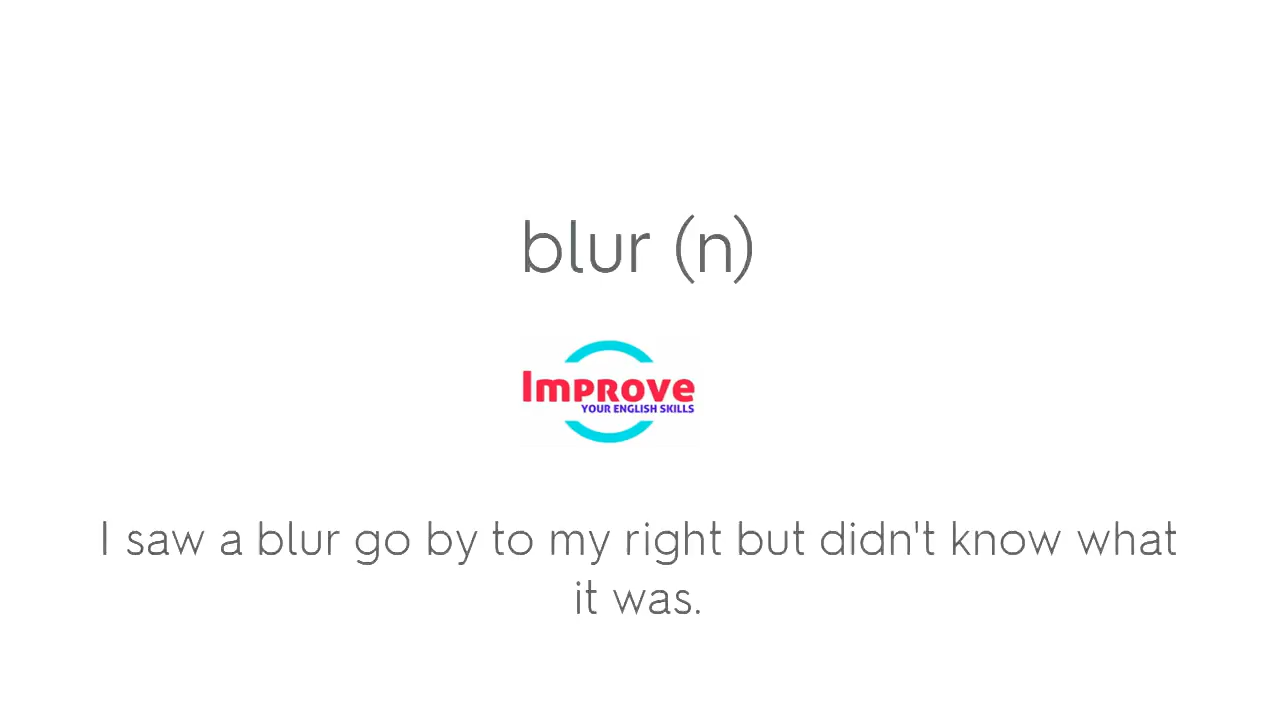 blur (n)
Improve
YOUR ENGLISH SKILLS
I saw a blur go by to my right but didn't know what
it was.